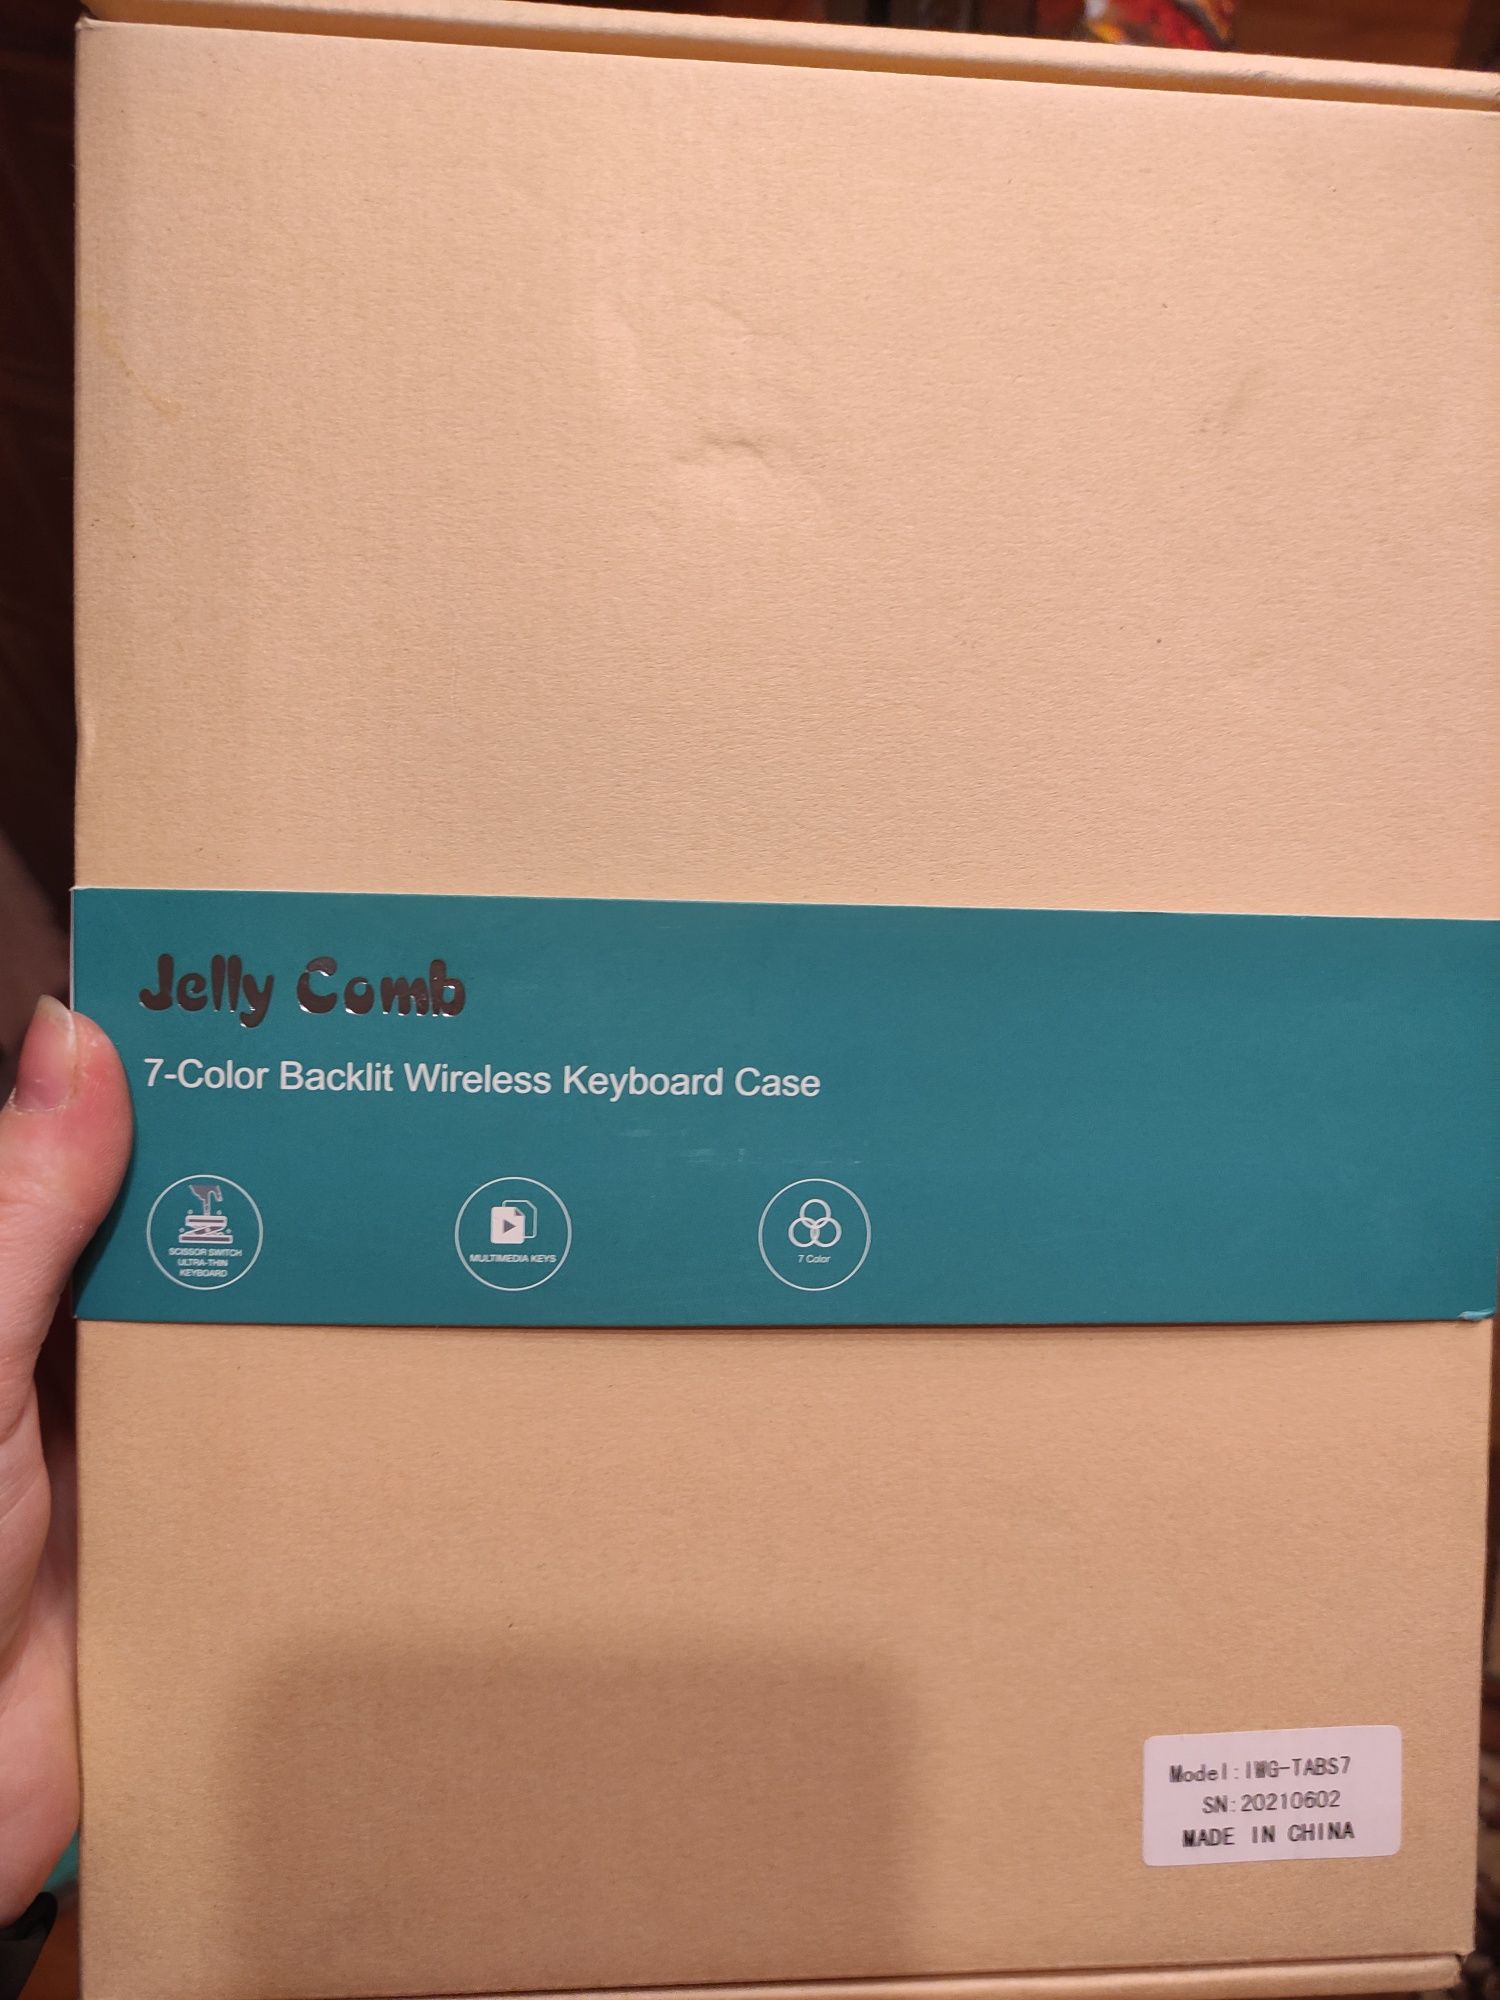 Jelly Comb
7-Color Backlit Wireless Keyboard Case
SCISSOR SWITCH
ULTRA-THIN
KEYBOARD
MULTIMEDIA KEYS
7 Color
Model:IWG-TABS7
SN:20210602
MADE IN CHINA